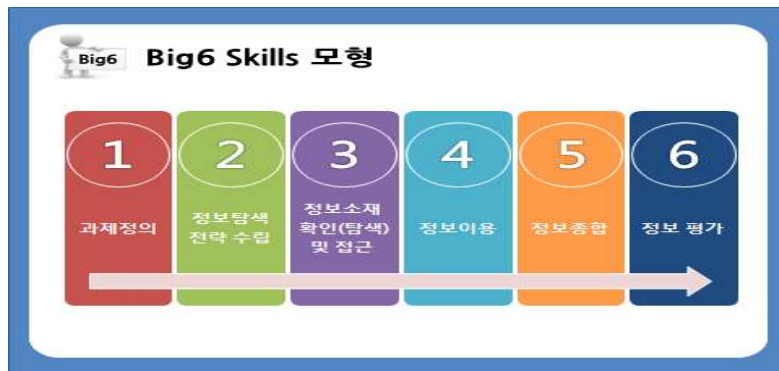 Big6
Big6 Skills 모형
1
2
3
4
5
6
과제정의
정보탐색
전략 수립
정보소재
확인(탐색)
및 접근
정보이용
정보종합
정보 평가